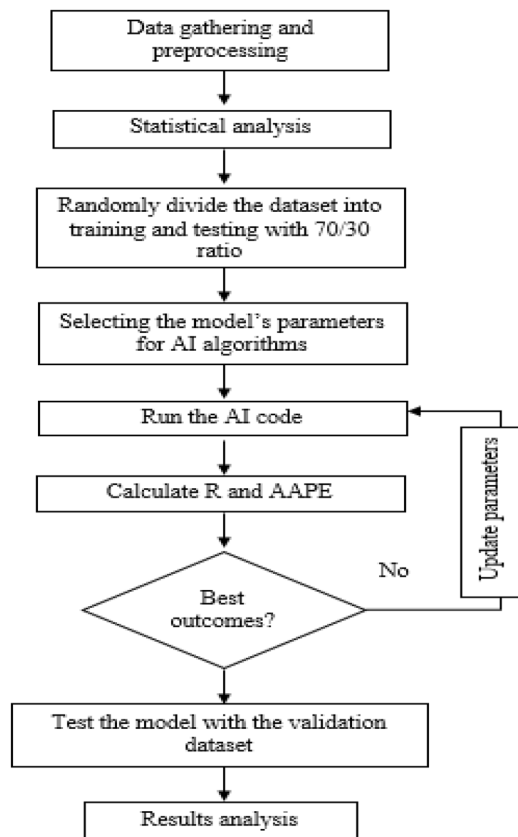 Data gathering and
preprocessing
Statistical analysis
Randomly divide the dataset into
training and testing with 70/30
ratio
Selecting the model's parameters
for AI algorithms
Run the AI code
Calculate R and AAPE
Update parameters
No
Best
outcomes?
Test the model with the validation
dataset
Results analysis